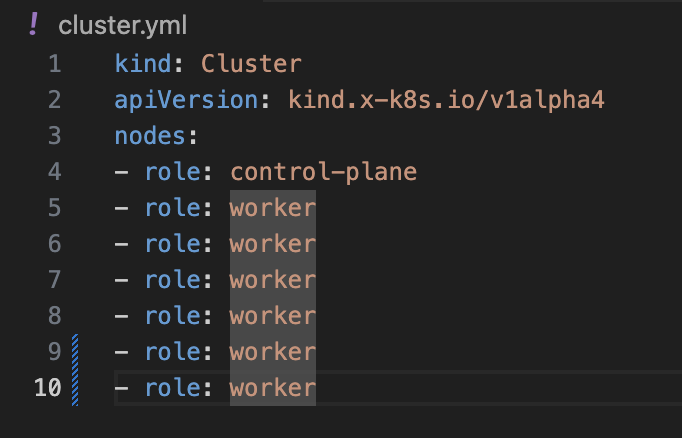 ! cluster.yml
1 kind: Cluster
2 apiVersion: kind.x-k8s.io/v1alpha4
3 nodes:
4 - role: control-plane
5 - role: worker
6 - role: worker
7 - role: worker
8 - role: worker
9 - role: worker
10 - role: worker